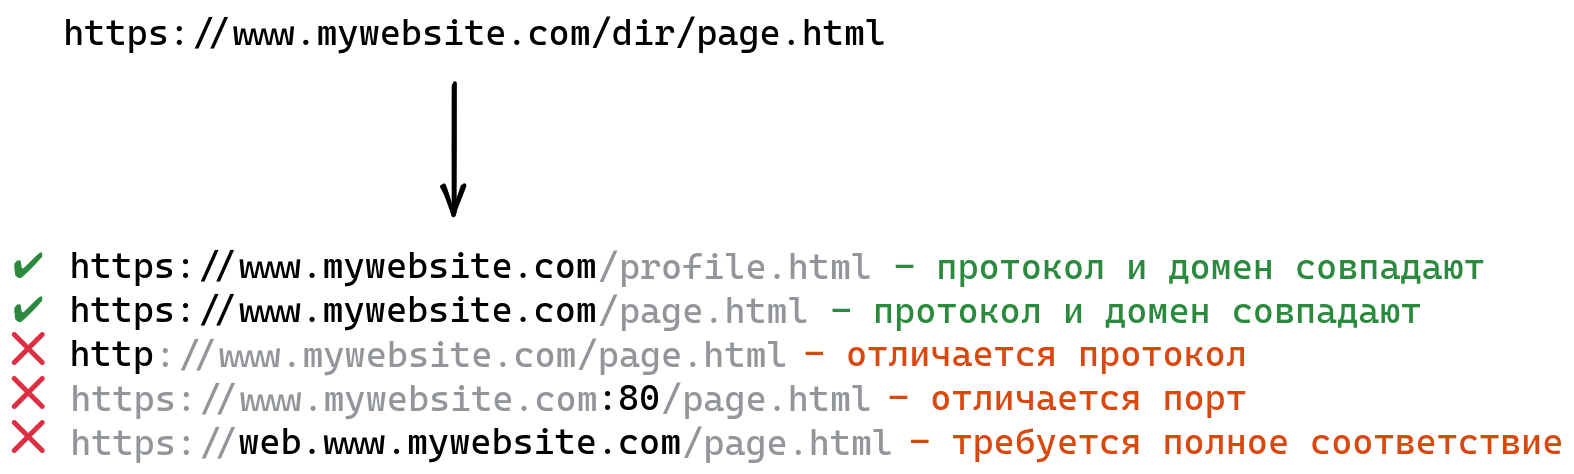 https://www.mywebsite.com/dir/page.html
https://www.mywebsite.com/profile.html – протокол и домен совпадают
https://www.mywebsite.com/page.html – протокол и домен совпадают
http://www.mywebsite.com/page.html – отличается протокол
https://www.mywebsite.com:80/page.html – отличается порт
https://web.www.mywebsite.com/page.html – требуется полное соответствие